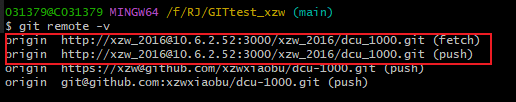 031379@CO31379 MINGW64 /f/RJ/GITtest_xzw (main)
$ git remote -v
origin  http://xzw_2016@10.6.2.52:3000/xzw_2016/dcu_1000.git (fetch)
origin  http://xzw_2016@10.6.2.52:3000/xzw_2016/dcu_1000.git (push)
origin  https://xzw@github.com/xzwxiaobu/dcu-1000.git (push)
origin  git@github.com:xzwxiaobu/dcu-1000.git (push)